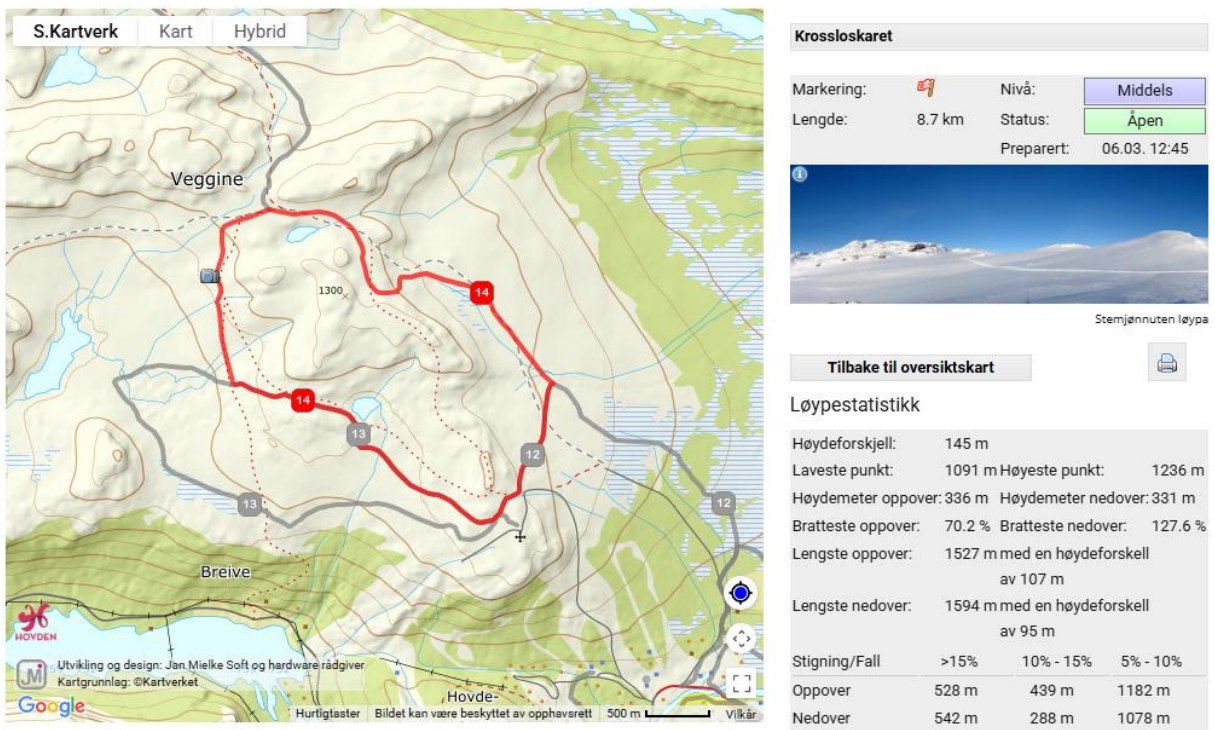 S.Kartverk Kart Hybrid
Veggine
1300
14
14
13
12
13
12
Breive
HOVDEN
Utvikling og design: Jan Mielke Soft og hardware rådgiver
Kartgrunnlag: ©Kartverket
Hovde-
Google
Hurtigtaster Bildet kan være beskyttet av opphavsrett 500 m Vilkår
Krossloskaret
Markering: Nivå: Middels
Lengde: 8.7 km Status: Åpen
Preparert: 06.03. 12:45
Stemjønnuten løypa
Tilbake til oversiktskart
Løypestatistikk
Høydeforskjell: 145 m
Laveste punkt: 1091 m Høyeste punkt: 1236 m
Høydemeter oppover: 336 m Høydemeter nedover: 331 m
Bratteste oppover: 70.2 % Bratteste nedover: 127.6 %
Lengste oppover: 1527 m med en høydeforskell
av 107 m
Lengste nedover: 1594 m med en høydeforskell
av 95 m
Stigning/Fall >15% 10% - 15% 5% - 10%
Oppover 528 m 439 m 1182 m
Nedover 542 m 288 m 1078 m